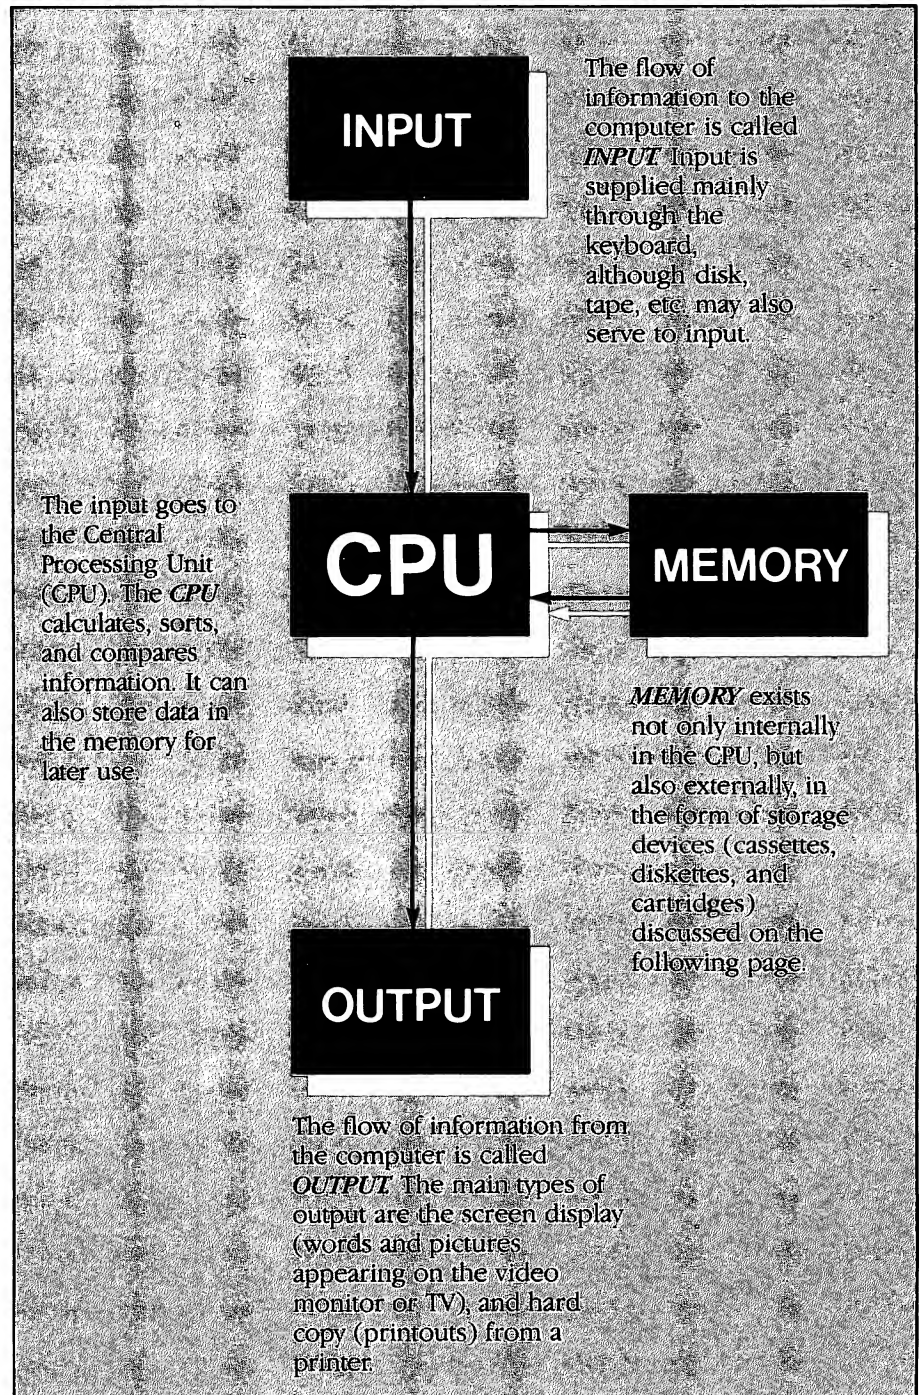 INPUT
The flow of
information to the
computer is called
INPUT. Input is
supplied mainly
through the
keyboard,
although disk,
tape, etc. may also
serve to input.
The input goes to
the Central
Processing Unit
(CPU). The CPU
calculates, sorts,
and compares
information. It can
also store data in
the memory for
later use.
CPU
MEMORY
MEMORY exists
not only internally
in the CPU, but
also externally, in
the form of storage
devices (cassettes,
diskettes, and
cartridges)
discussed on the
following page.
OUTPUT
The flow of information from
the computer is called
OUTPUT. The main types of
output are the screen display
(words and pictures
appearing on the video
monitor or TV), and hard
copy (printouts) from a
printer.